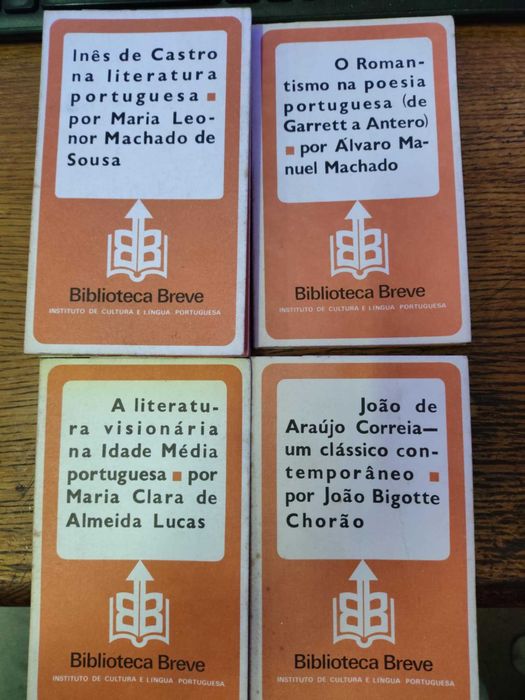 Inês de Castro
na literatura
portuguesa ■
por Maria Leo-
nor Machado de
Sousa
Biblioteca Breve
INSTITUTO DE CULTURA E LÍNGUA PORTUGUESA
O Roman-
tismo na poesia
portuguesa (de
Garrett a Antero)
■ por Álvaro Ma-
nuel Machado
Biblioteca Breve
INSTITUTO DE CULTURA E LÍNGUA PORTUGUESA
A literatu-
ra visionária
na Idade Média
portuguesa ■ por
Maria Clara de
Almeida Lucas
Biblioteca Breve
INSTITUTO DE CULTURA E LÍNGUA PORTUGUESA
João de
Araújo Correia—
um clássico con-
temporâneo ■
por João Bigotte
Chorão
Biblioteca Breve
INSTITUTO DE CULTURA E LÍNGUA PORTUGUESA